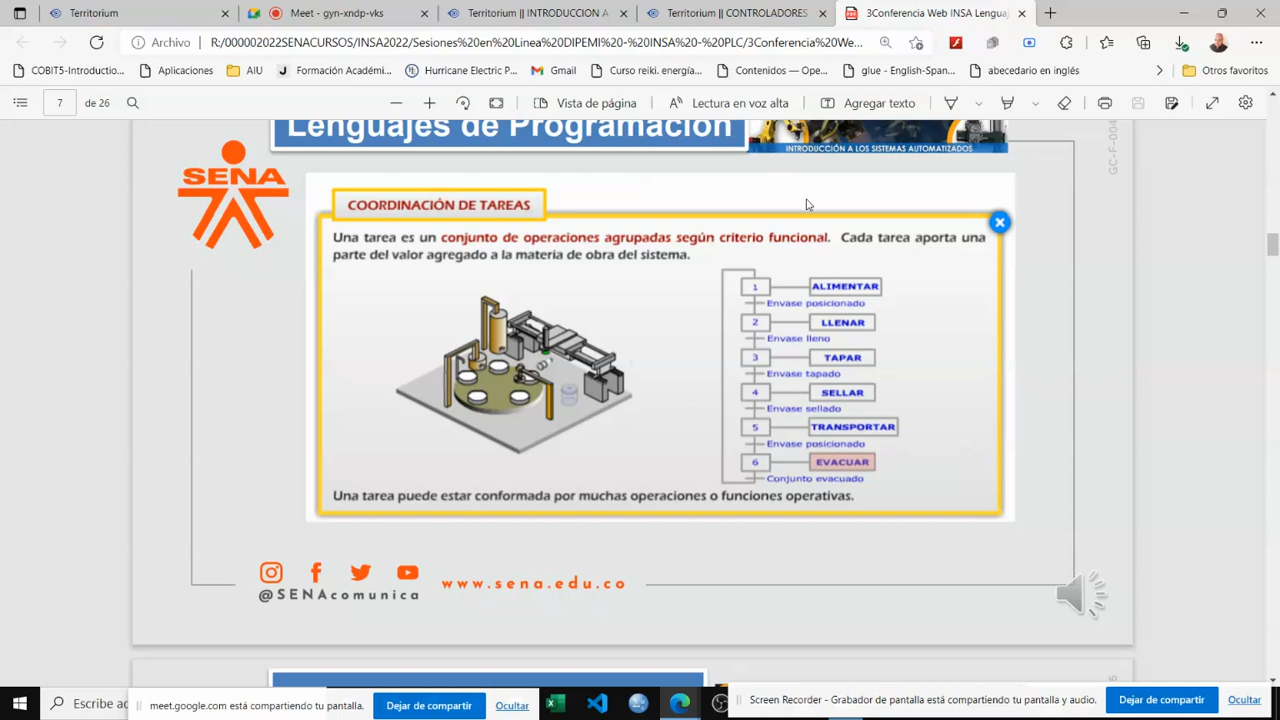 Territorium
Meet - gyn-xndp-vks
Territorium || INTRODUCCION A
Territorium || CONTROLADORES
3Conferencia Web INSA Lenguaj
Archivo
R:/000002022SENACURSOS/INSA2022/Sesiones%20en%20Linea%20DIPEMI%20-%20INSA%20-%20PLC/3Conferencia%20We...
COBIT5-Introductio...
Aplicaciones
AIU
Formación Académi...
Hurricane Electric P...
Gmail
Curso reiki. energía...
Contenidos — Ope...
glue - English-Span...
abecedario en inglés
Otros favoritos
7 de 26
Vista de página
Lectura en voz alta
Agregar texto
Lenguajes de Programación
INTRODUCCIÓN A LOS SISTEMAS AUTOMATIZADOS
GC-F-004
SENA
COORDINACIÓN DE TAREAS
Una tarea es un conjunto de operaciones agrupadas según criterio funcional. Cada tarea aporta una
parte del valor agregado a la materia de obra del sistema.
1 ALIMENTAR
Envase posicionado
2 LLENAR
Envase lleno
3 TAPAR
Envase tapado
4 SELLAR
Envase sellado
5 TRANSPORTAR
Envase posicionado
6 EVACUAR
Conjunto evacuado
Una tarea puede estar conformada por muchas operaciones o funciones operativas.
@SENAcomunica
www.sena.edu.co
Escribe
meet.google.com está compartiendo tu pantalla.
Dejar de compartir
Ocultar
Screen Recorder - Grabador de pantalla está compartiendo tu pantalla y audio.
Dejar de compartir
Ocultar